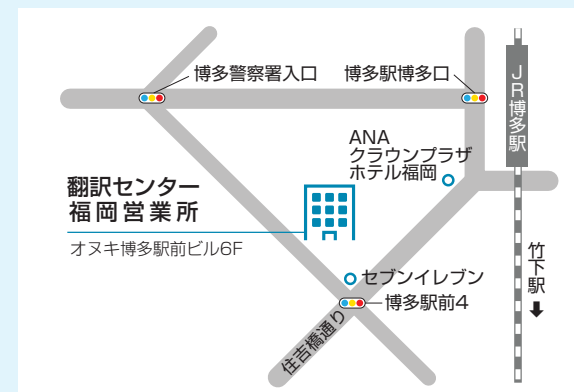 博多警察署入口
博多駅博多口
JR博多駅
ANA
クラウンプラザ
ホテル福岡
翻訳センター
福岡営業所
オヌキ博多駅前ビル6F
竹下駅
セブンイレブン
博多駅前4
住吉橋通り